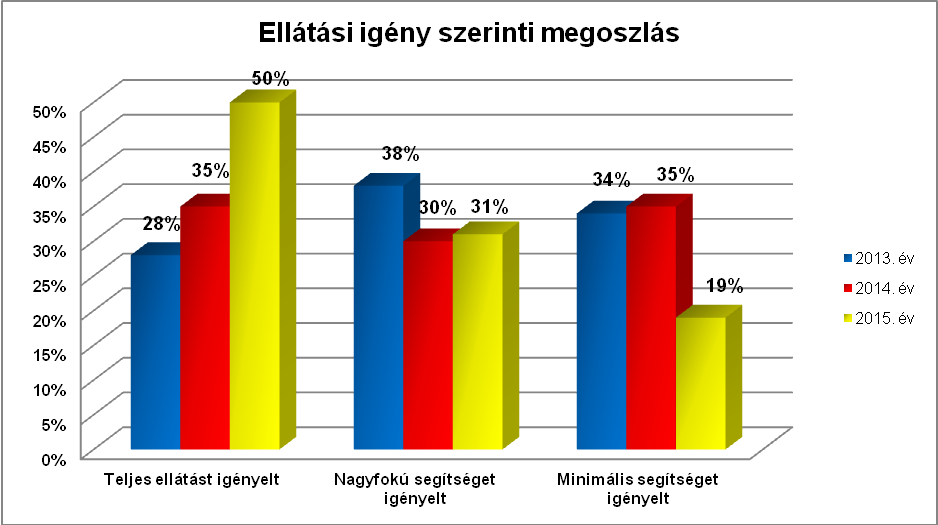 Ellátási igény szerinti megoszlás
50%
45%
40%
35%
30%
25%
20%
15%
10%
5%
0%
28%
35%
50%
38%
30%
31%
34%
35%
19%
Teljes ellátást igényelt
Nagyfokú segítséget
igényelt
Minimális segítséget
igényelt
2013. év
2014. év
2015. év